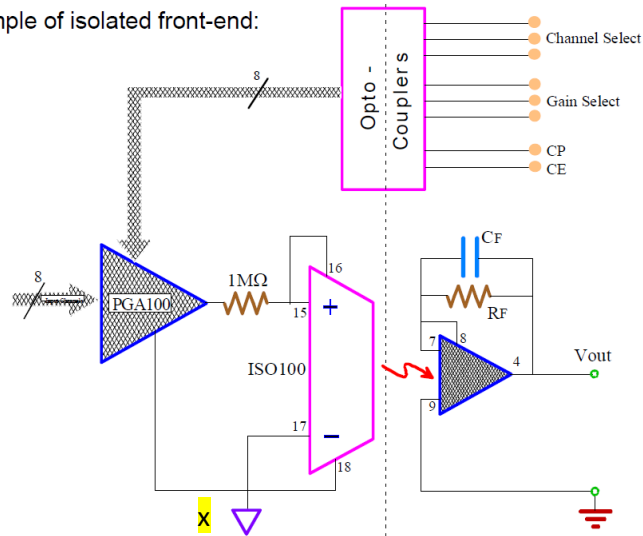 mple of isolated front-end:
8
Opto -
Couplers
Channel Select
Gain Select
CP
CE
8
PGA100
1MΩ
15
16
+
ISO100
17
−
18
X
CF
RF
7
8
9
4
Vout